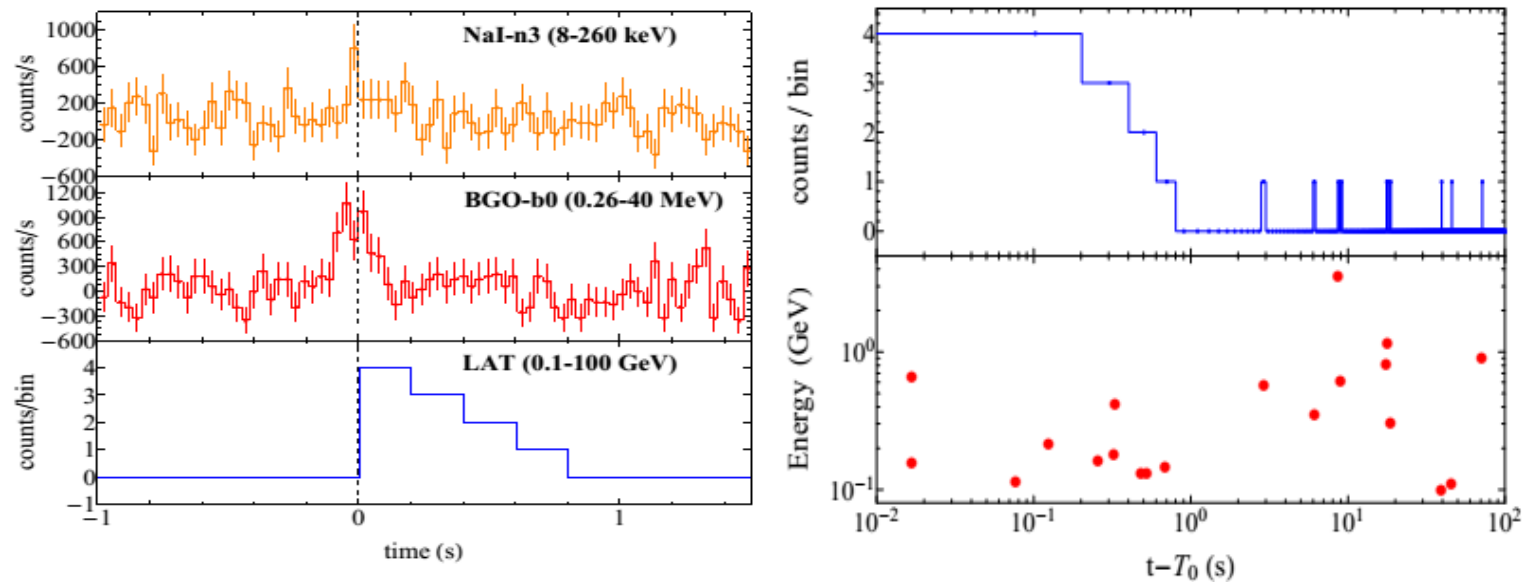 1000
600
200
−200
−600
counts/s
NaI-n3 (8-260 keV)
1200
900
600
300
0
−300
−600
counts/s
BGO-b0 (0.26-40 MeV)
4
3
2
1
0
−1
counts/bin
LAT (0.1-100 GeV)
−1 0 1
time (s)
4
3
2
1
0
counts / bin
10⁰
10⁻¹
Energy (GeV)
10⁻² 10⁻¹ 10⁰ 10¹ 10²
t−T₀ (s)